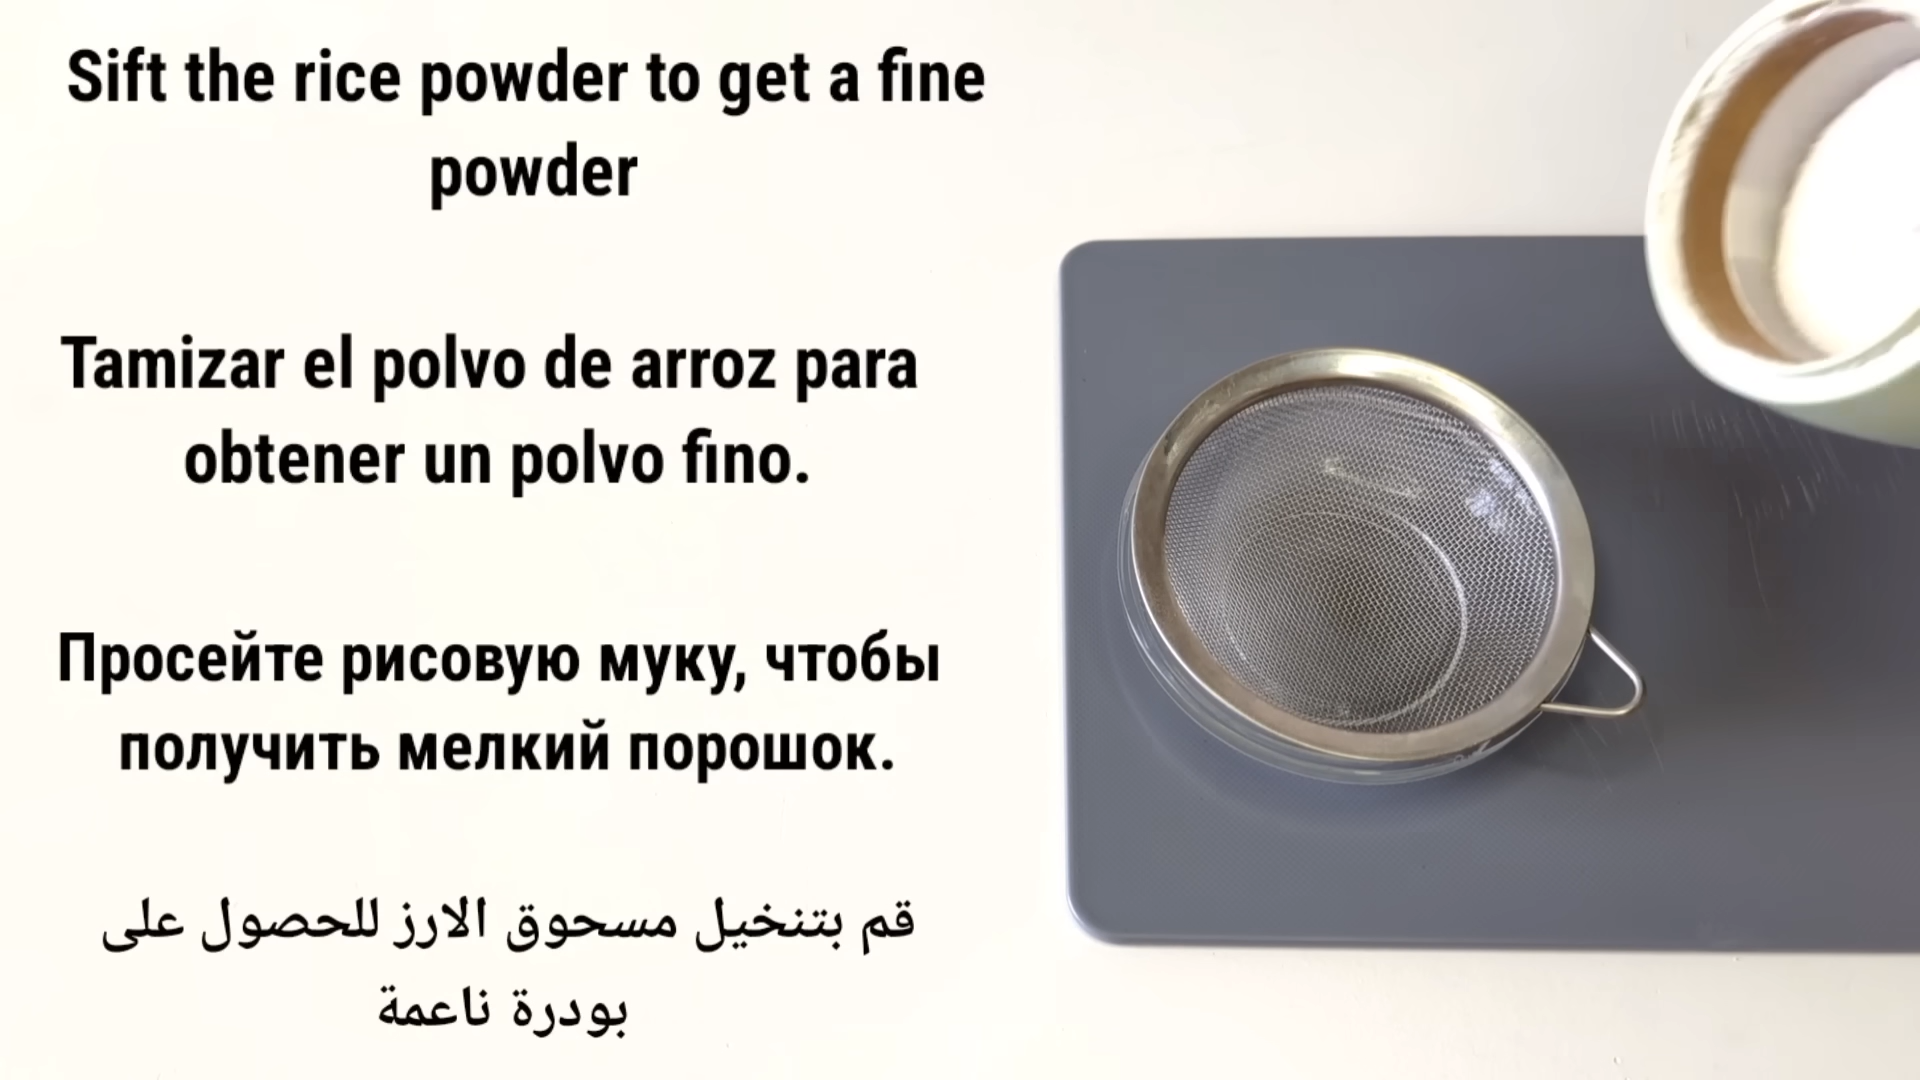 Sift the rice powder to get a fine
powder
Tamizar el polvo de arroz para
obtener un polvo fino.
Просейте рисовую муку, чтобы
получить мелкий порошок.
قم بتنخيل مسحوق الارز للحصول على
بودرة ناعمة